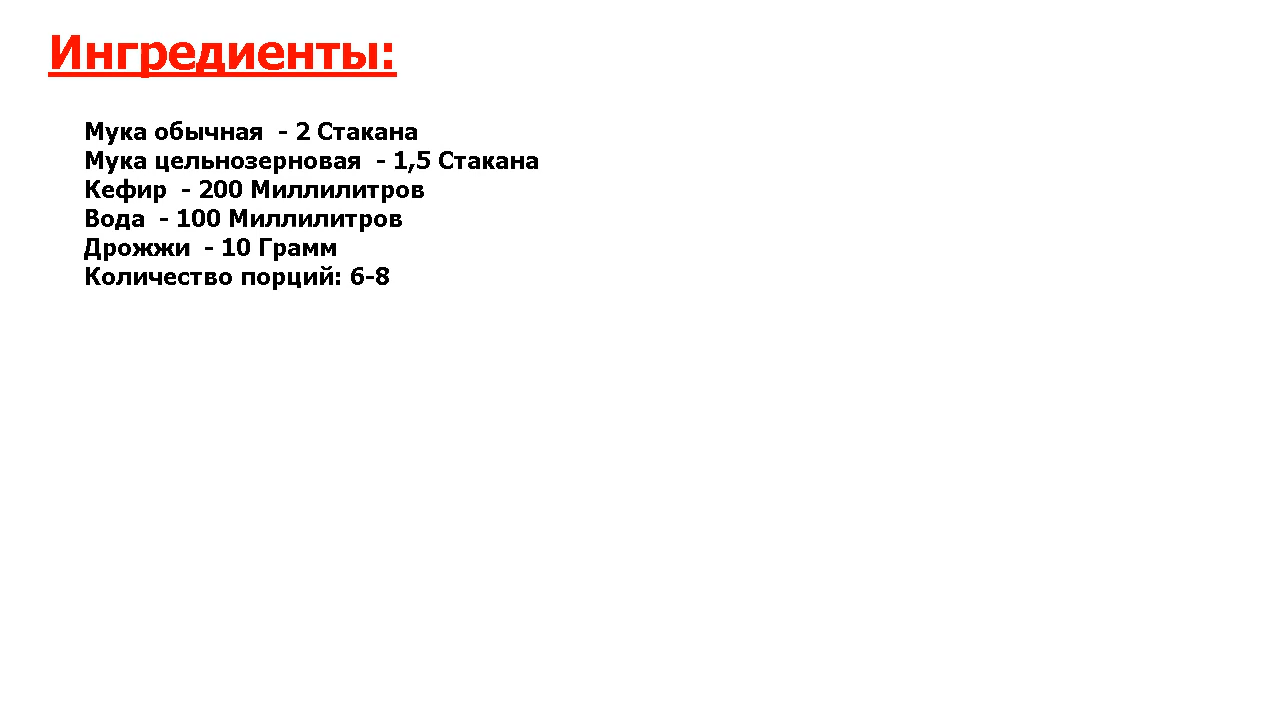 Ингредиенты:
Мука обычная  - 2 Стакана
Мука цельнозерновая  - 1,5 Стакана
Кефир  - 200 Миллилитров
Вода  - 100 Миллилитров
Дрожжи  - 10 Грамм
Количество порций: 6-8